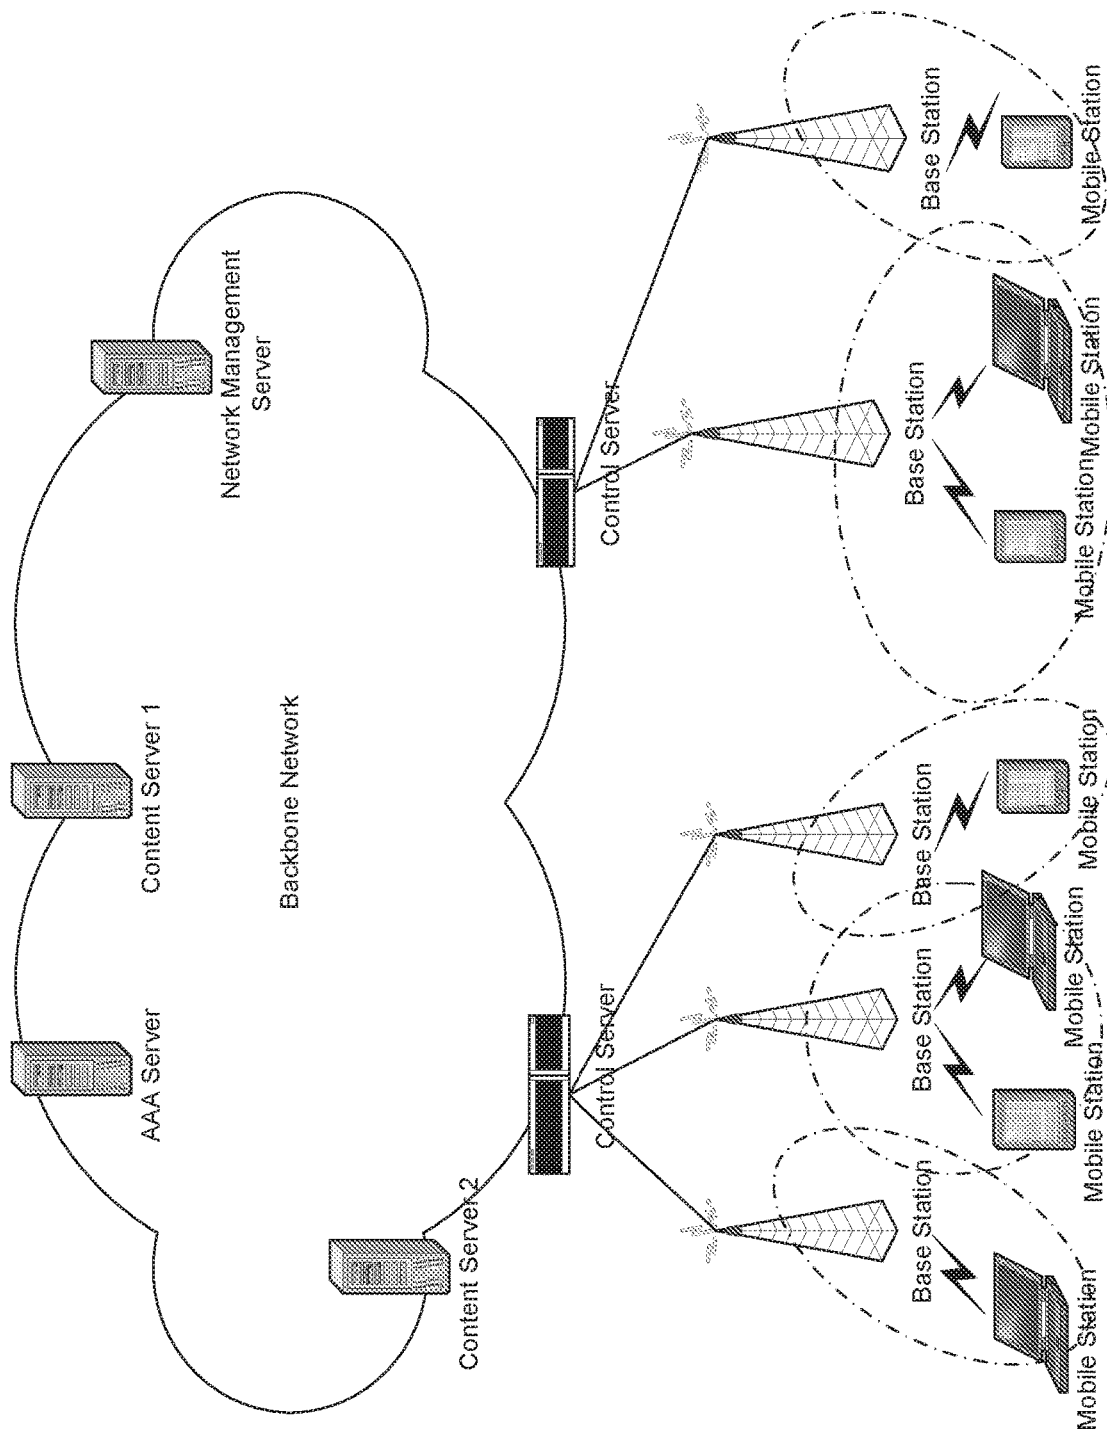 AAA Server
Content Server 1
Network Management
Server
Backbone Network
Content Server 2
Control Server
Control Server
Base Station
Base Station
Base Station
Base Station
Base Station
Mobile Station
Mobile Station
Mobile Station
Mobile Station
Mobile Station
Mobile Station
Mobile Station